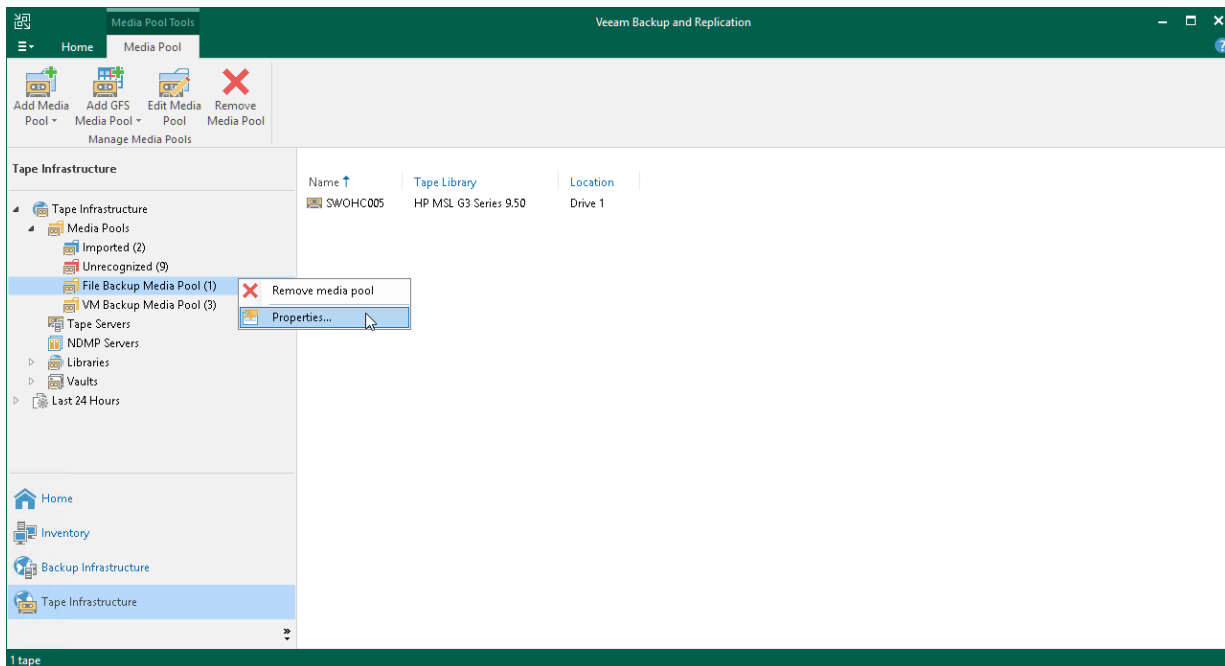 Media Pool Tools
Veeam Backup and Replication
Home
Media Pool
Add Media Pool
Add GFS Media Pool
Edit Media Pool
Remove Media Pool
Manage Media Pools
Tape Infrastructure
Tape Infrastructure
Media Pools
Imported (2)
Unrecognized (9)
File Backup Media Pool (1)
VM Backup Media Pool (3)
Tape Servers
NDMP Servers
Libraries
Vaults
Last 24 Hours
Name
Tape Library
Location
SWOHC005
HP MSL G3 Series 9.50
Drive 1
Remove media pool
Properties...
Home
Inventory
Backup Infrastructure
Tape Infrastructure
1 tape